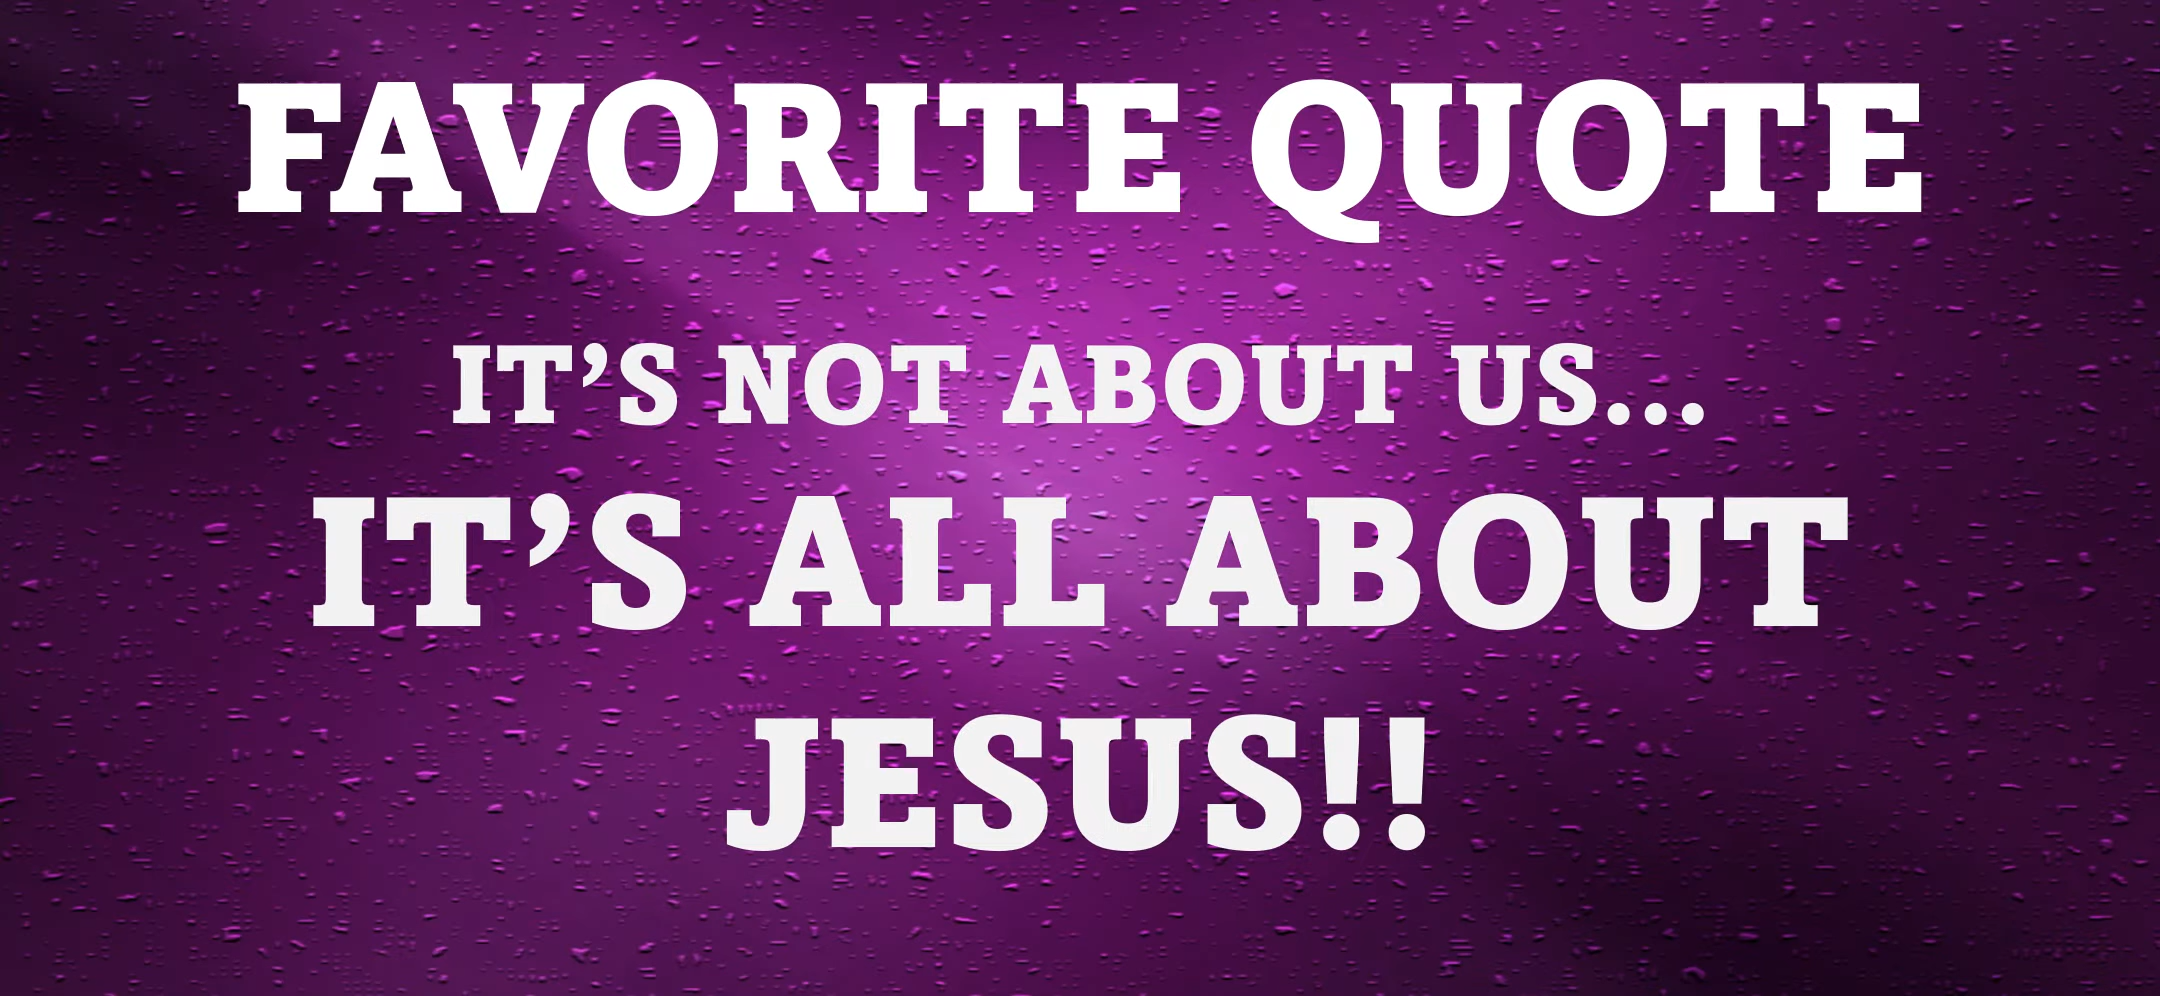 FAVORITE QUOTE
IT’S NOT ABOUT US...
IT’S ALL ABOUT
JESUS!!